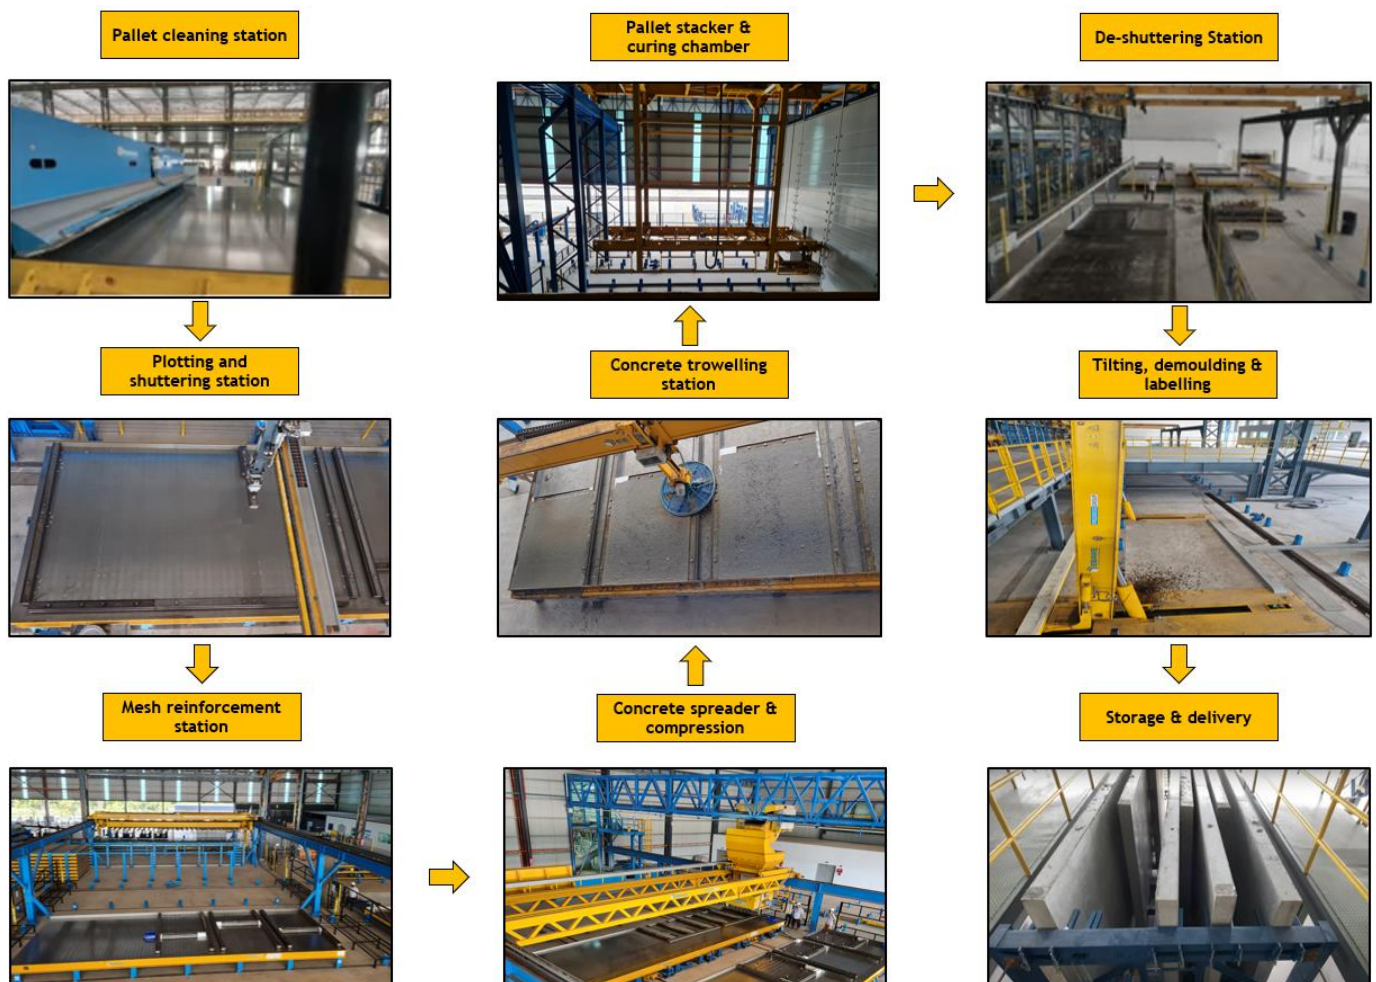 Pallet cleaning station
Plotting and
shuttering station
Mesh reinforcement
station
Concrete spreader &
compression
Concrete trowelling
station
Pallet stacker &
curing chamber
De-shuttering Station
Tilting, demoulding &
labelling
Storage & delivery